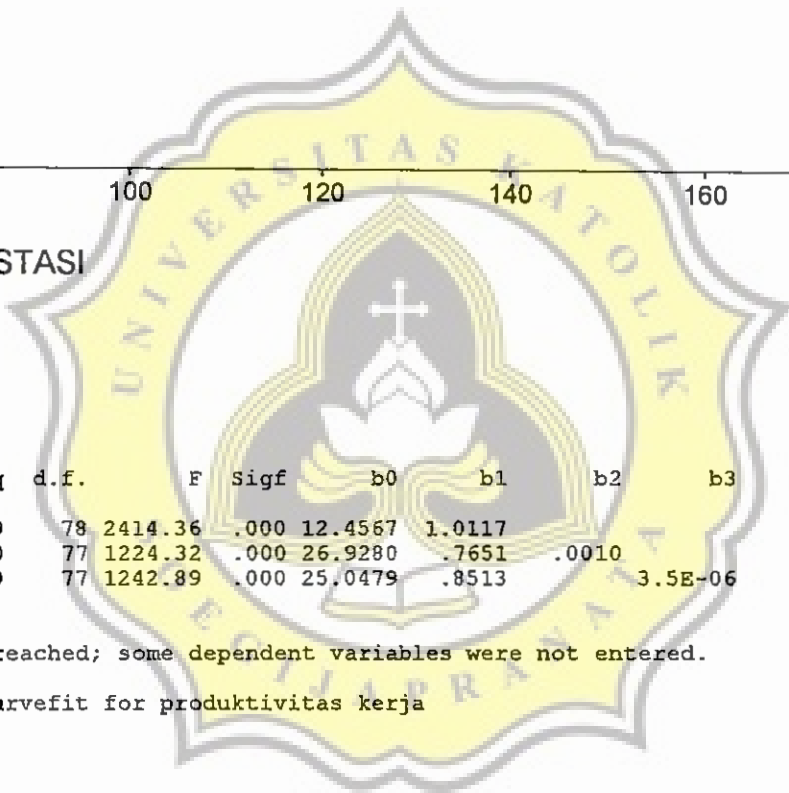 100 120 140 160
STASI
UNIVERSITAS KATOLIK
SOEGIJAPRANATA
d.f. F Sigf b0 b1 b2 b3
78 2414.36 .000 12.4567 1.0117
77 1224.32 .000 26.9280 .7651 .0010
77 1242.89 .000 25.0479 .8513 3.5E-06
reached; some dependent variables were not entered.
rvefit for produktivitas kerja